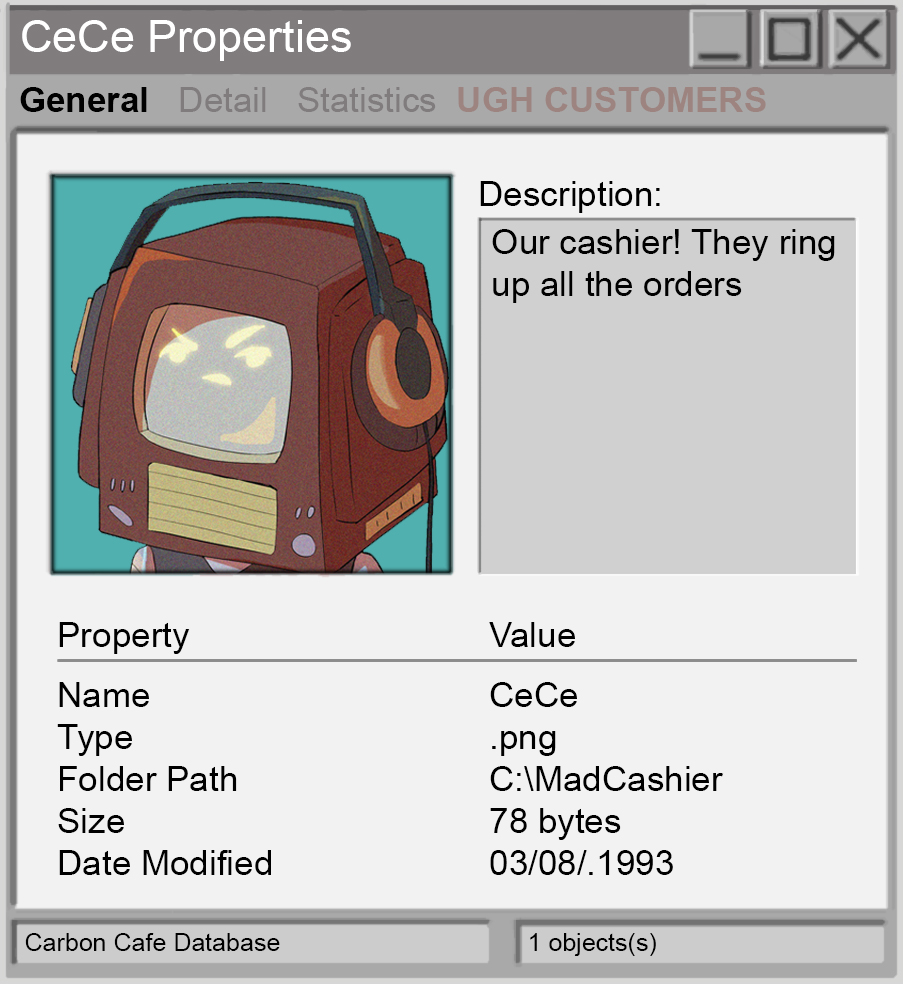 CeCe Properties
General Detail Statistics UGH CUSTOMERS
Description:
Our cashier! They ring
up all the orders
Property Value
Name CeCe
Type .png
Folder Path C:\MadCashier
Size 78 bytes
Date Modified 03/08/.1993
Carbon Cafe Database 1 objects(s)